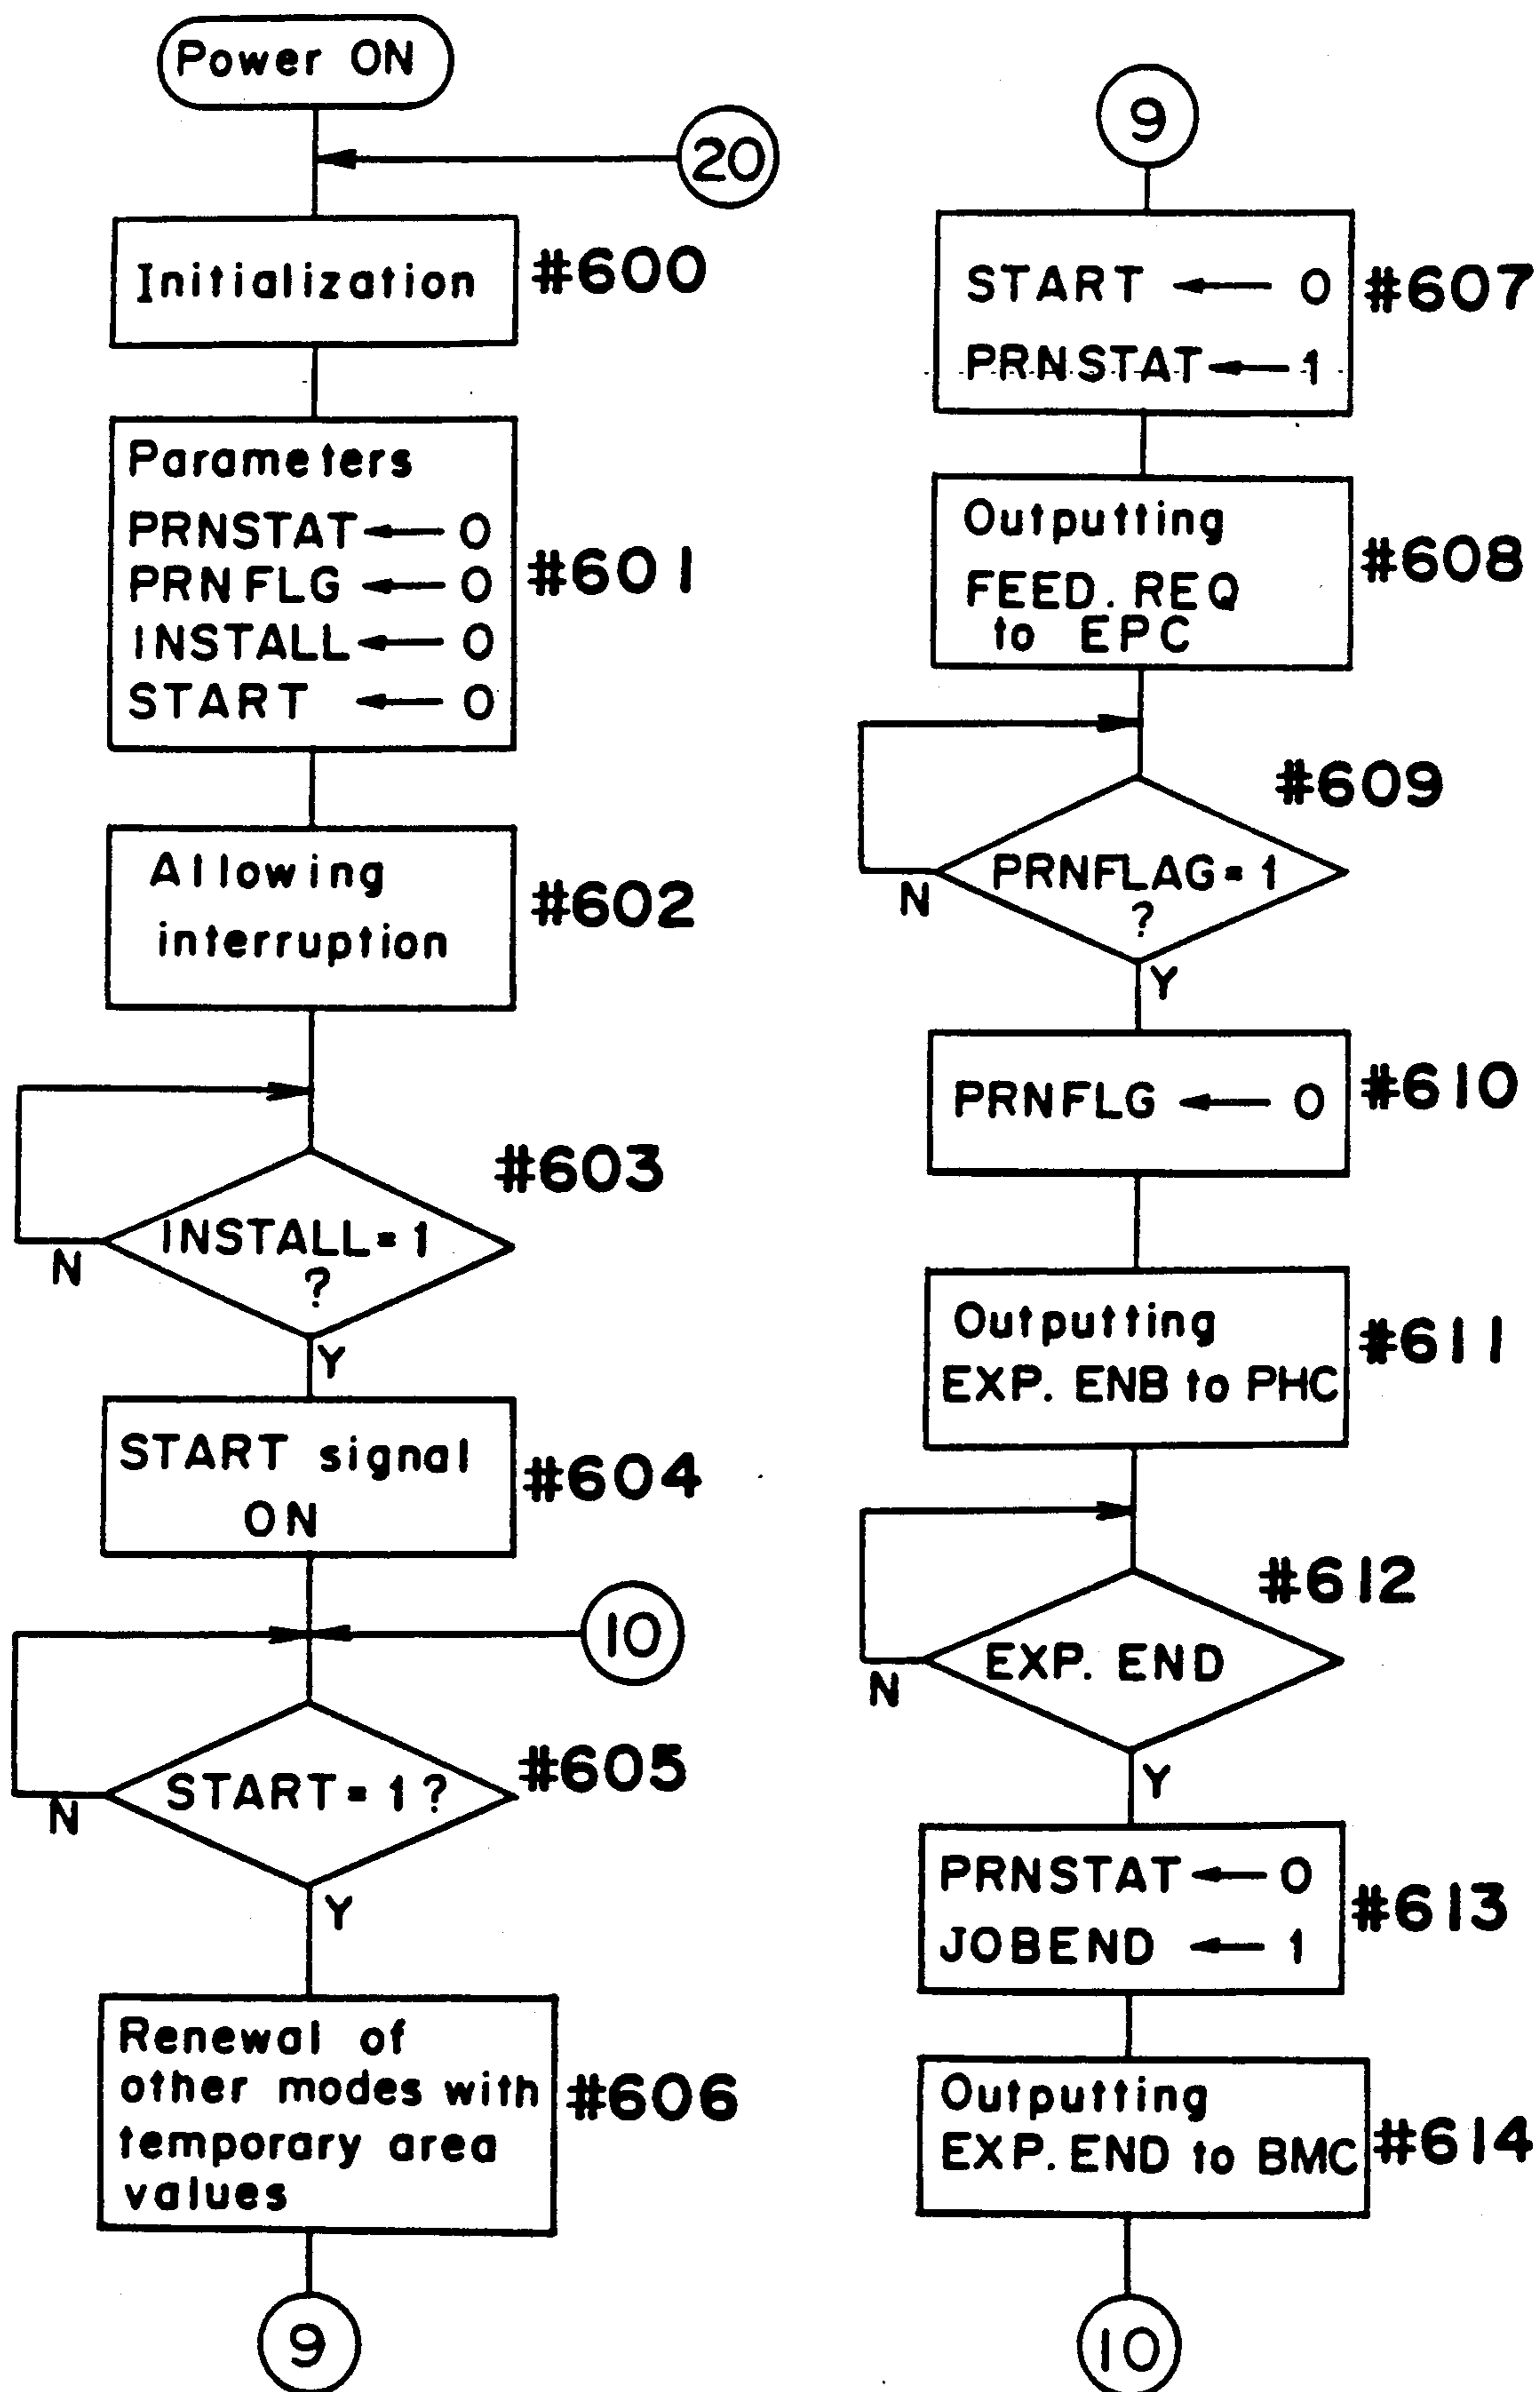 Power ON
20
Initialization
#600
Parameters
PRNSTAT ← 0
PRNFLG ← 0
INSTALL ← 0
START ← 0
#601
Allowing
interruption
#602
#603
INSTALL = 1
?
N
Y
START signal
ON
#604
10
#605
START = 1 ?
N
Y
Renewal of
other modes with
temporary area
values
#606
9
9
START ← 0
PRNSTAT ← 1
#607
Outputting
FEED. REQ
to EPC
#608
#609
PRNFLAG = 1
?
N
Y
PRNFLG ← 0
#610
Outputting
EXP. ENB to PHC
#611
#612
EXP. END
N
Y
PRNSTAT ← 0
JOBEND ← 1
#613
Outputting
EXP. END to BMC
#614
10